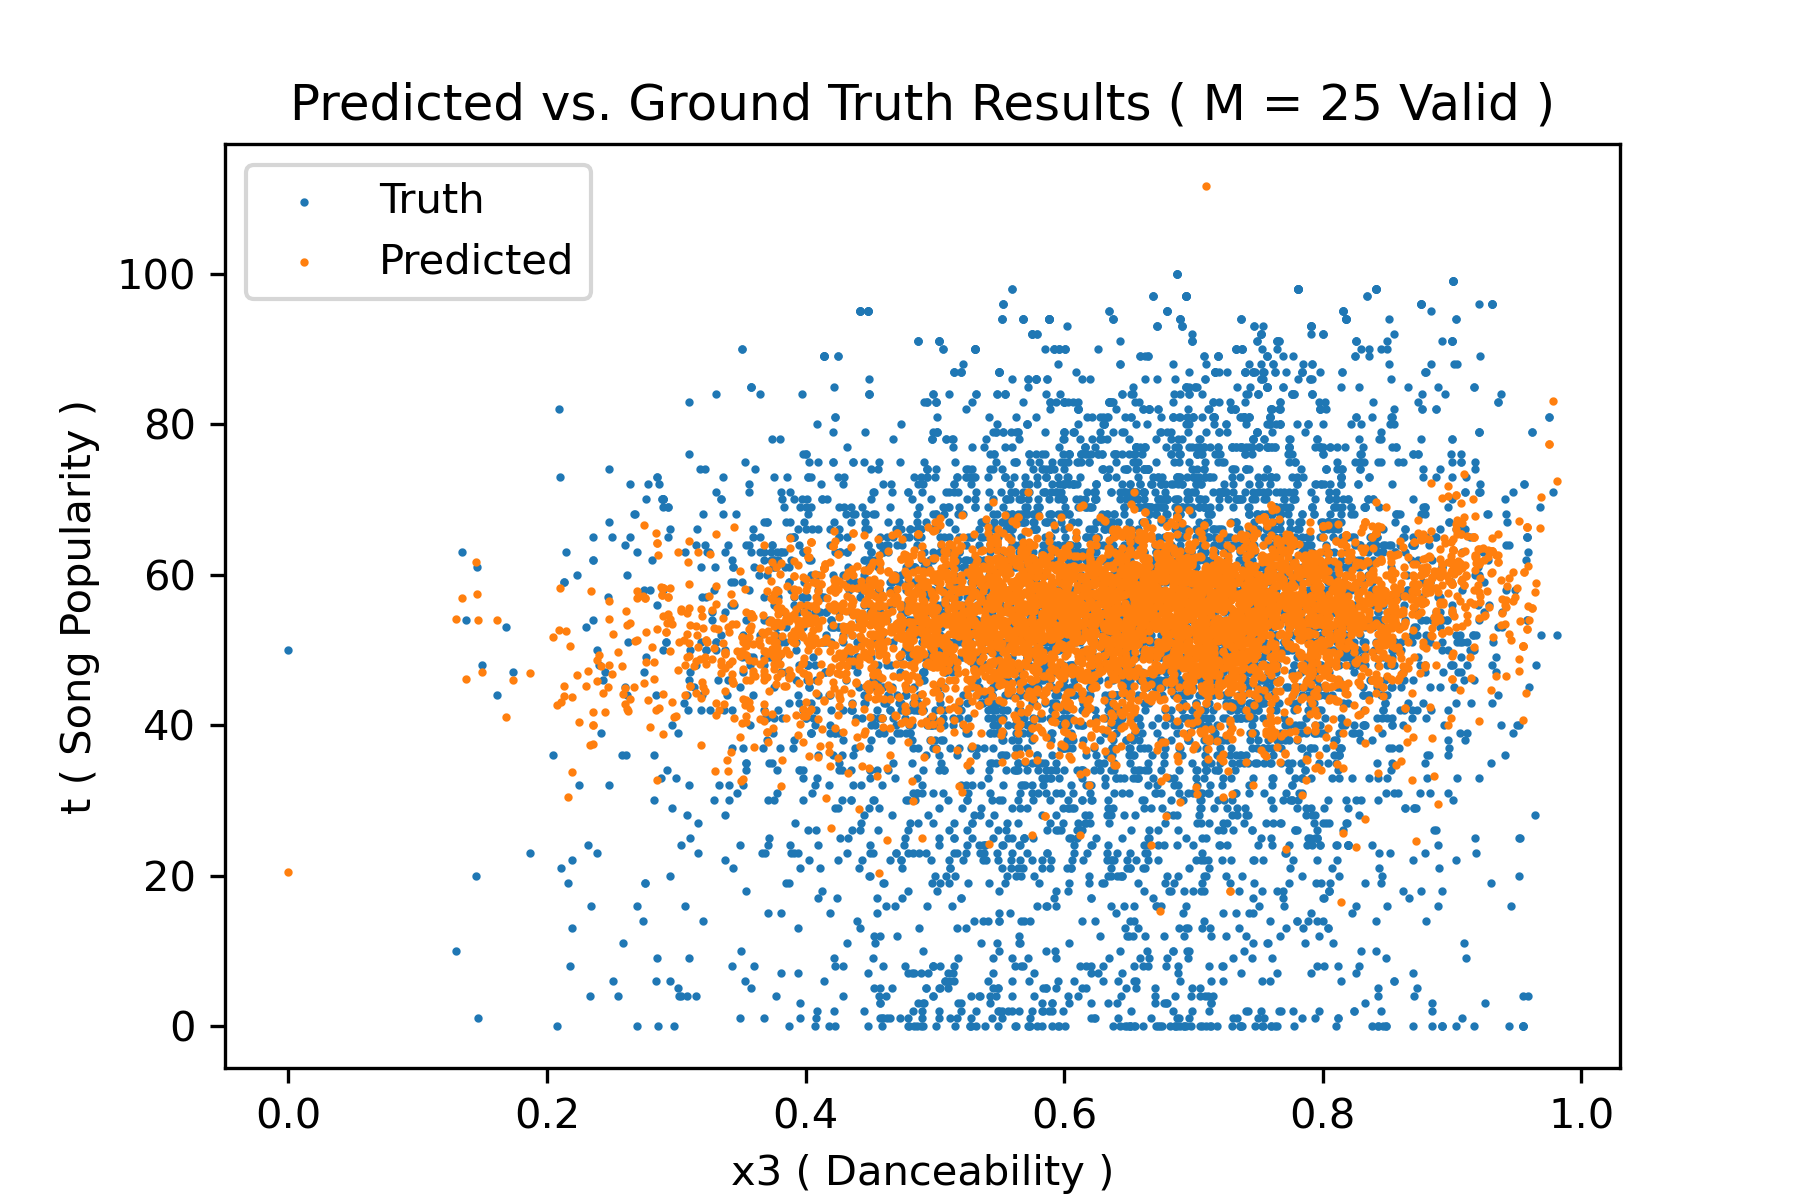 Predicted vs. Ground Truth Results ( M = 25 Valid )
Truth
Predicted
100
80
60
40
20
0
t ( Song Popularity )
0.0 0.2 0.4 0.6 0.8 1.0
x3 ( Danceability )